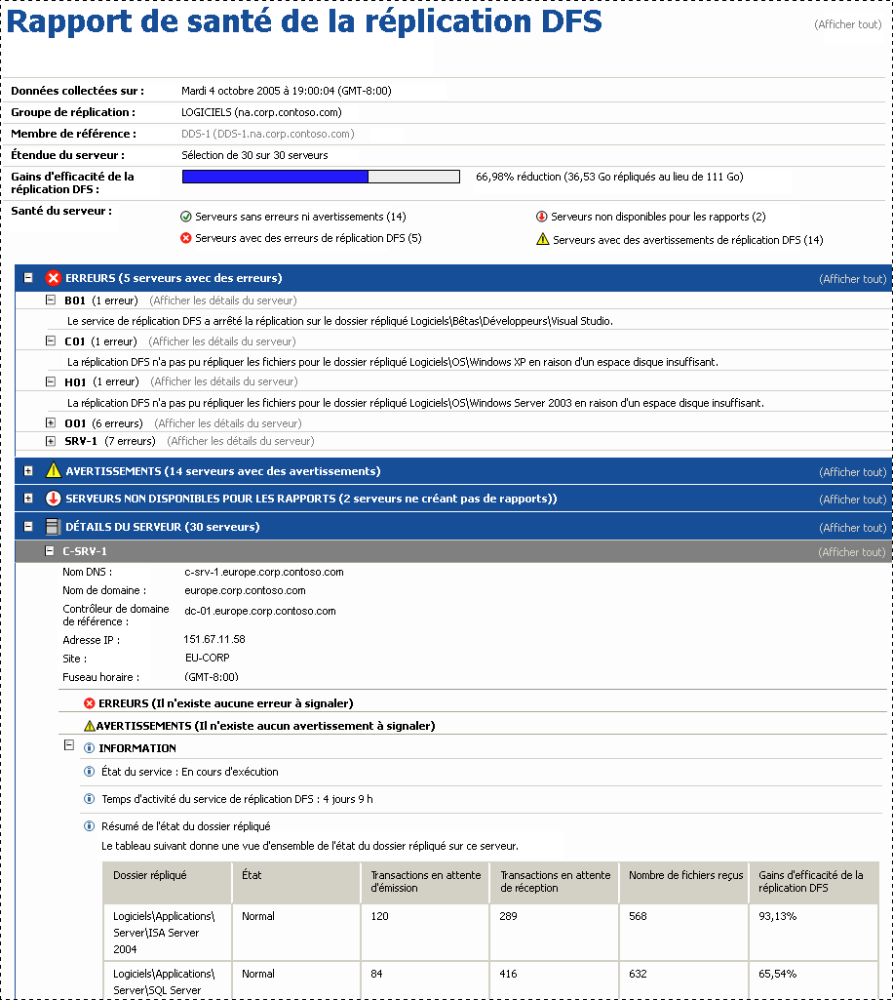 Rapport de santé de la réplication DFS
(Afficher tout)
Données collectées sur : Mardi 4 octobre 2005 à 19:00:04 (GMT-8:00)
Groupe de réplication : LOGICIELS (na.corp.contoso.com)
Membre de référence : DDS-1 (DDS-1.na.corp.contoso.com)
Étendue du serveur : Sélection de 30 sur 30 serveurs
Gains d'efficacité de la
réplication DFS :
66,98% réduction (36,53 Go répliqués au lieu de 111 Go)
Santé du serveur :
Serveurs sans erreurs ni avertissements (14)
Serveurs non disponibles pour les rapports (2)
Serveurs avec des erreurs de réplication DFS (5)
Serveurs avec des avertissements de réplication DFS (14)
ERREURS (5 serveurs avec des erreurs) (Afficher tout)
B01 (1 erreur) (Afficher les détails du serveur)
Le service de réplication DFS a arrêté la réplication sur le dossier répliqué Logiciels\Bêtas\Développeurs\Visual Studio.
C01 (1 erreur) (Afficher les détails du serveur)
La réplication DFS n'a pas pu répliquer les fichiers pour le dossier répliqué Logiciels\OS\Windows XP en raison d'un espace disque insuffisant.
H01 (1 erreur) (Afficher les détails du serveur)
La réplication DFS n'a pas pu répliquer les fichiers pour le dossier répliqué Logiciels\OS\Windows Server 2003 en raison d'un espace disque insuffisant.
O01 (6 erreurs) (Afficher les détails du serveur)
SRV-1 (7 erreurs) (Afficher les détails du serveur)
AVERTISSEMENTS (14 serveurs avec des avertissements) (Afficher tout)
SERVEURS NON DISPONIBLES POUR LES RAPPORTS (2 serveurs ne créant pas de rapports)) (Afficher tout)
DÉTAILS DU SERVEUR (30 serveurs) (Afficher tout)
C-SRV-1 (Afficher tout)
Nom DNS : c-srv-1.europe.corp.contoso.com
Nom de domaine : europe.corp.contoso.com
Contrôleur de domaine
de référence :
dc-01.europe.corp.contoso.com
Adresse IP : 151.67.11.58
Site : EU-CORP
Fuseau horaire : (GMT-8:00)
ERREURS (Il n'existe aucune erreur à signaler)
AVERTISSEMENTS (Il n'existe aucun avertissement à signaler)
INFORMATION
État du service : En cours d'exécution
Temps d'activité du service de réplication DFS : 4 jours 9 h
Résumé de l'état du dossier répliqué
Le tableau suivant donne une vue d'ensemble de l'état du dossier répliqué sur ce serveur.
Dossier répliqué
État
Transactions en attente
d'émission
Transactions en attente
de réception
Nombre de fichiers reçus
Gains d'efficacité de la
réplication DFS
Logiciels\Applications\
Server\ISA Server
2004
Normal
120
289
568
93,13%
Logiciels\Applications\
Server\SQL Server
Normal
84
416
632
65,54%